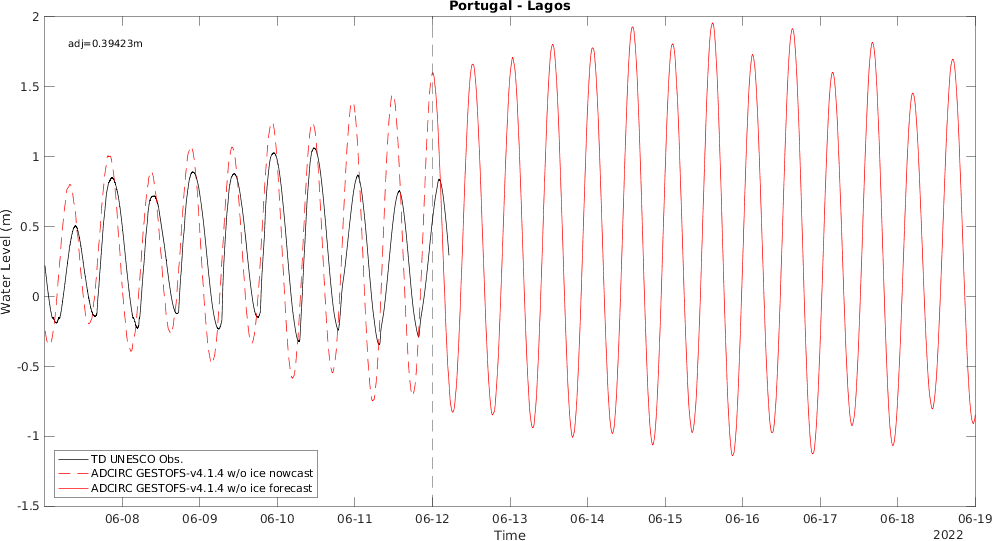 Portugal - Lagos
adj=0.39423m
2
1.5
1
0.5
0
-0.5
-1
-1.5
Water Level (m)
TD UNESCO Obs.
ADCIRC GESTOFS-v4.1.4 w/o ice nowcast
ADCIRC GESTOFS-v4.1.4 w/o ice forecast
06-08 06-09 06-10 06-11 06-12 06-13 06-14 06-15 06-16 06-17 06-18 06-19
Time
2022